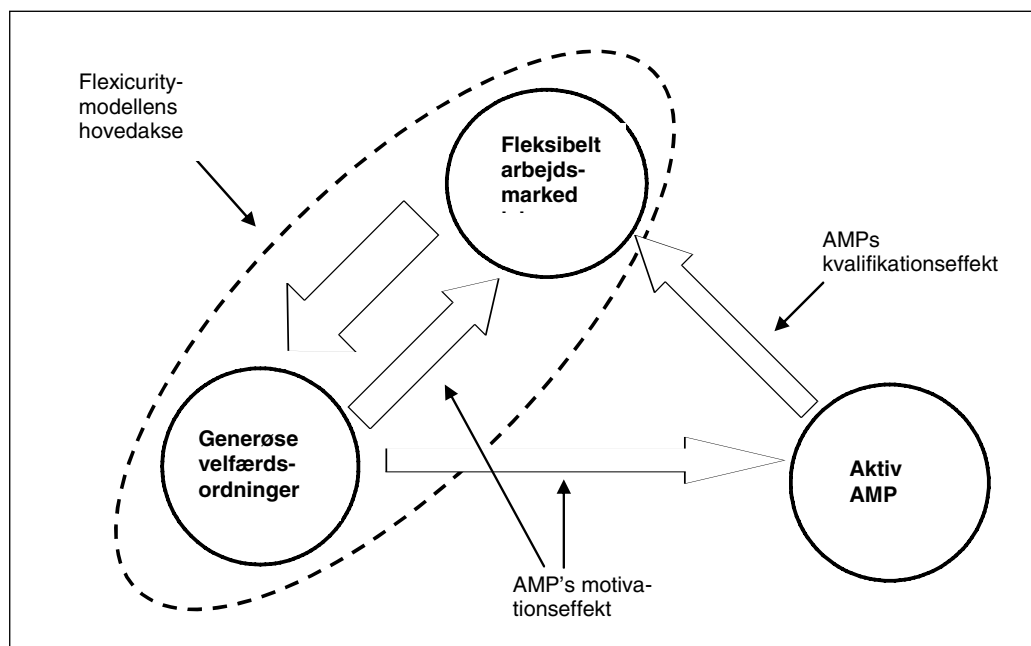 Flexicurity-
modellens
hovedakse
Fleksibelt
arbejds-
marked
AMPs
kvalifikationseffekt
Generøse
velfærds-
ordninger
Aktiv
AMP
AMP's motiva-
tionseffekt